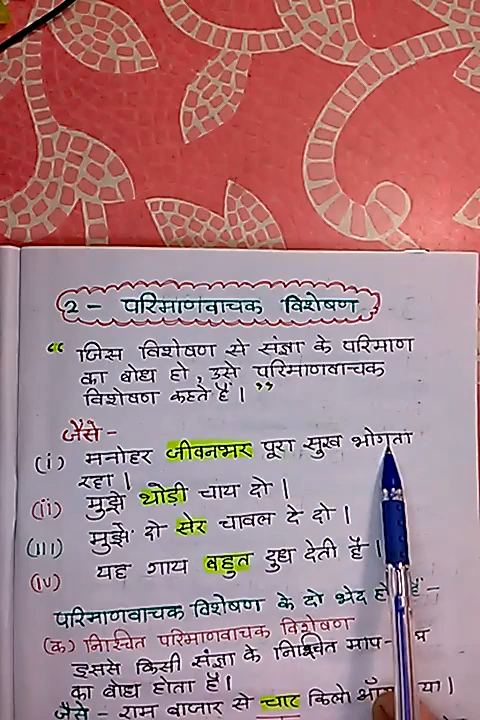 2 - परिमाणवाचक विशेषण
“ जिस विशेषण से संज्ञा के परिमाण
का बोध हो, उसे परिमाणवाचक
विशेषण कहते हैं। ”
जैसे -
(i) मनोहर जीवनभर पूरा सुख भोगता
रहा।
(ii) मुझे थोड़ी चाय दो।
(iii) मुझे दो सेर चावल दे दो।
(iv) यह गाय बहुत दुध देती है।
परिमाणवाचक विशेषण के दो भेद हैं -
(क) निश्चित परिमाणवाचक विशेषण
इससे किसी संज्ञा के निश्चित माप-
का बोध होता है।
जैसे - राम बाजार से चार किलो